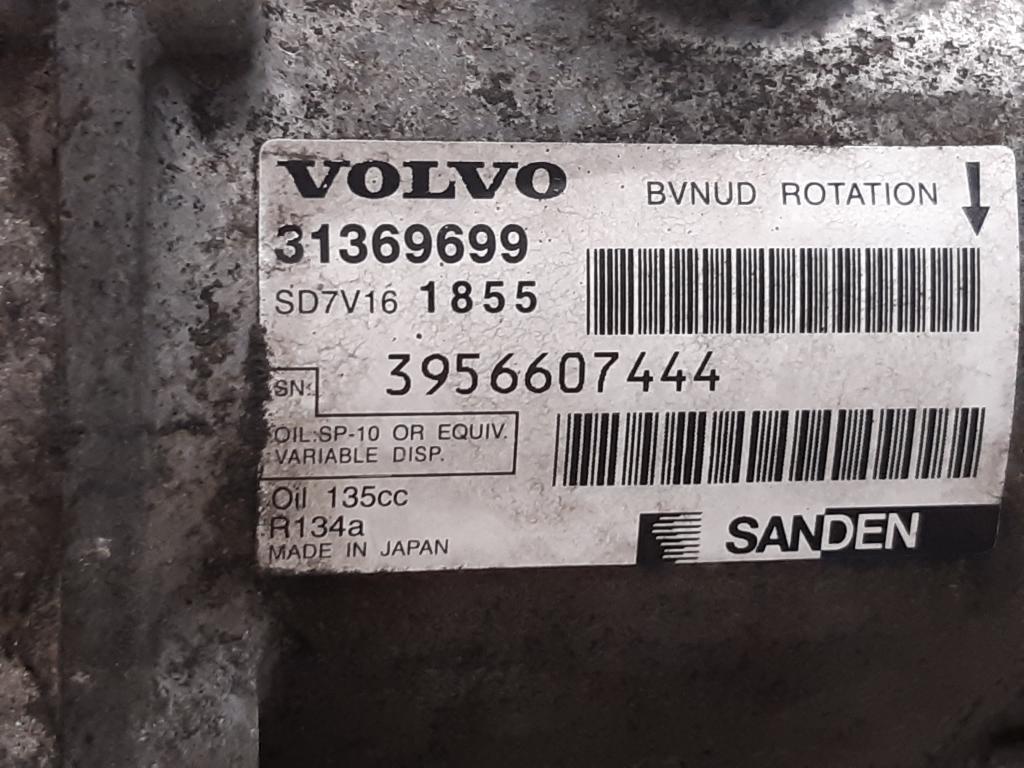 VOLVO
BVNUD ROTATION
31369699
SD7V16 1855
3956607444
SN:
OIL:SP-10 OR EQUIV.
VARIABLE DISP.
Oil 135cc
R134a
MADE IN JAPAN
SANDEN